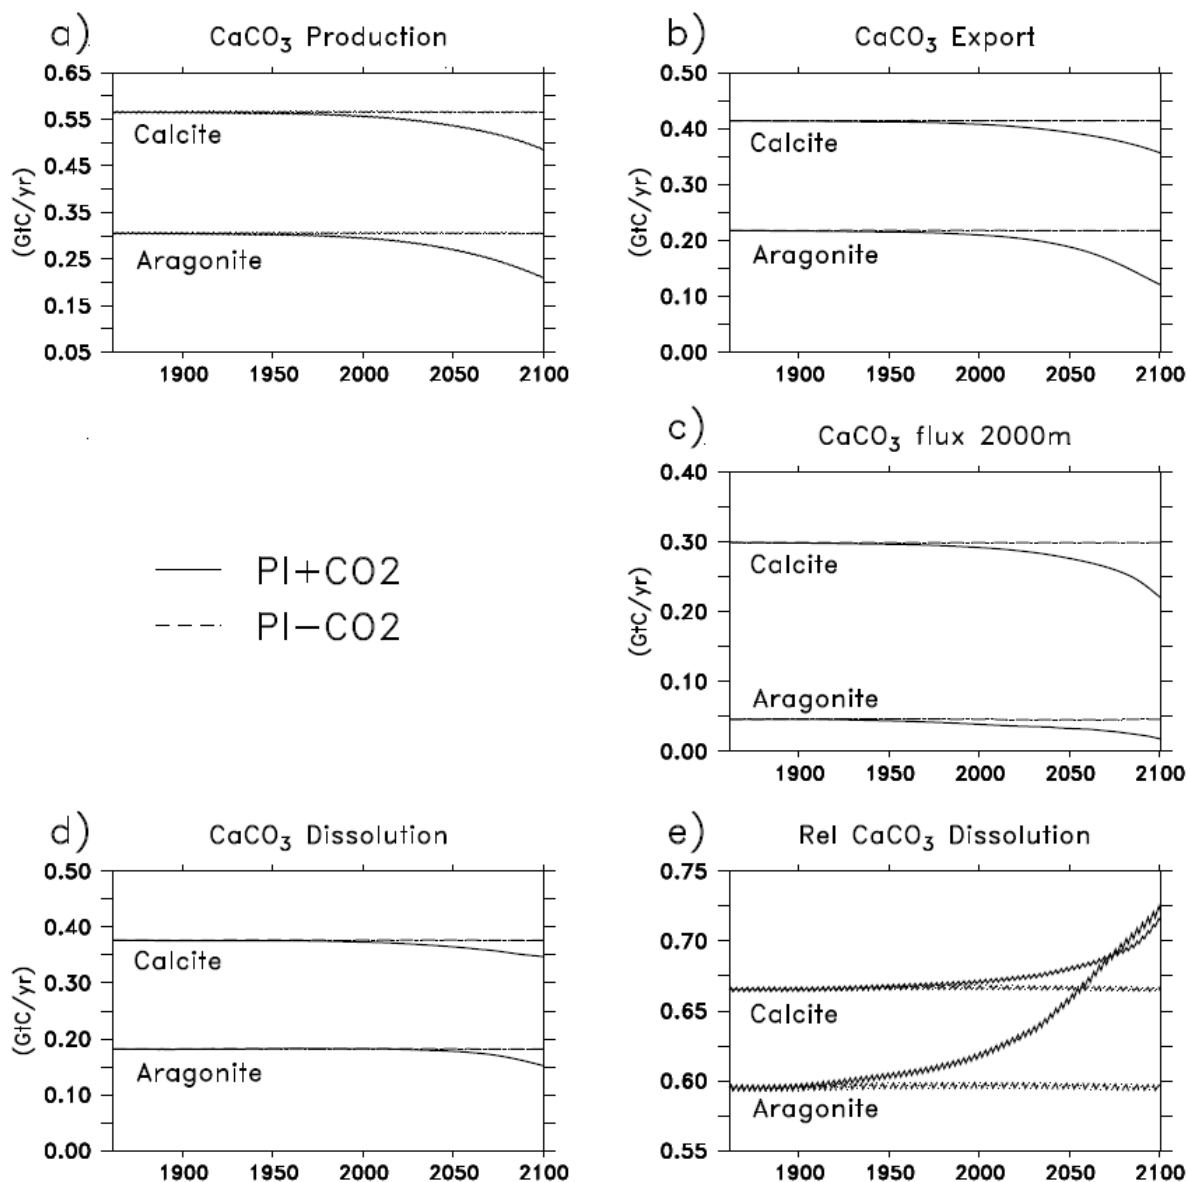 a) CaCO3 Production
0.65
0.55
0.45
0.35
0.25
0.15
0.05
(GtC/yr)
Calcite
Aragonite
1900 1950 2000 2050 2100
b) CaCO3 Export
0.50
0.40
0.30
0.20
0.10
0.00
Calcite
Aragonite
1900 1950 2000 2050 2100
PI+CO2
PI−CO2
c) CaCO3 flux 2000m
0.40
0.30
0.20
0.10
0.00
(GtC/yr)
Calcite
Aragonite
1900 1950 2000 2050 2100
d) CaCO3 Dissolution
0.50
0.40
0.30
0.20
0.10
0.00
(GtC/yr)
Calcite
Aragonite
1900 1950 2000 2050 2100
e) Rel CaCO3 Dissolution
0.75
0.70
0.65
0.60
0.55
Calcite
Aragonite
1900 1950 2000 2050 2100